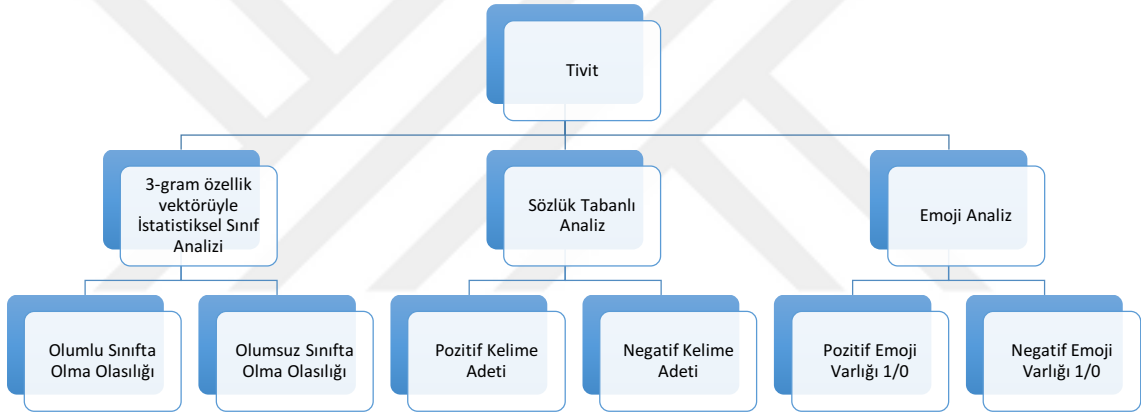 Tivit
3-gram özellik
vektörüyle
İstatistiksel Sınıf
Analizi
Sözlük Tabanlı
Analiz
Emoji Analiz
Olumlu Sınıfta
Olma Olasılığı
Olumsuz Sınıfta
Olma Olasılığı
Pozitif Kelime
Adeti
Negatif Kelime
Adeti
Pozitif Emoji
Varlığı 1/0
Negatif Emoji
Varlığı 1/0